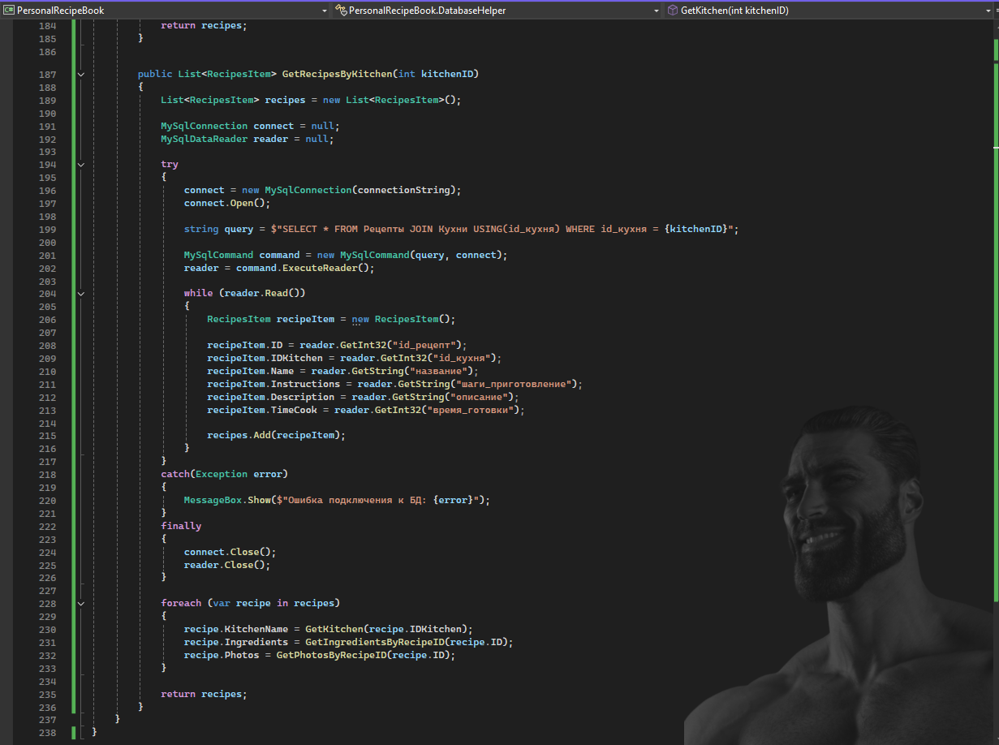 C# PersonalRecipeBook PersonalRecipeBook.DatabaseHelper GetKitchen(int kitchenID)
184 return recipes;
185 }
186
187 public List<RecipesItem> GetRecipesByKitchen(int kitchenID)
188 {
189 List<RecipesItem> recipes = new List<RecipesItem>();
190
191 MySqlConnection connect = null;
192 MySqlDataReader reader = null;
193
194 try
195 {
196 connect = new MySqlConnection(connectionString);
197 connect.Open();
198
199 string query = $"SELECT * FROM Рецепты JOIN Кухни USING(id_кухня) WHERE id_кухня = {kitchenID}";
200
201 MySqlCommand command = new MySqlCommand(query, connect);
202 reader = command.ExecuteReader();
203
204 while (reader.Read())
205 {
206 RecipesItem recipeItem = new RecipesItem();
207
208 recipeItem.ID = reader.GetInt32("id_рецепт");
209 recipeItem.IDKitchen = reader.GetInt32("id_кухня");
210 recipeItem.Name = reader.GetString("название");
211 recipeItem.Instructions = reader.GetString("шаги_приготовление");
212 recipeItem.Description = reader.GetString("описание");
213 recipeItem.TimeCook = reader.GetInt32("время_готовки");
214
215 recipes.Add(recipeItem);
216 }
217 }
218 catch(Exception error)
219 {
220 MessageBox.Show($"Ошибка подключения к БД: {error}");
221 }
222 finally
223 {
224 connect.Close();
225 reader.Close();
226 }
227
228 foreach (var recipe in recipes)
229 {
230 recipe.KitchenName = GetKitchen(recipe.IDKitchen);
231 recipe.Ingredients = GetIngredientsByRecipeID(recipe.ID);
232 recipe.Photos = GetPhotosByRecipeID(recipe.ID);
233 }
234
235 return recipes;
236 }
237 }
238 }